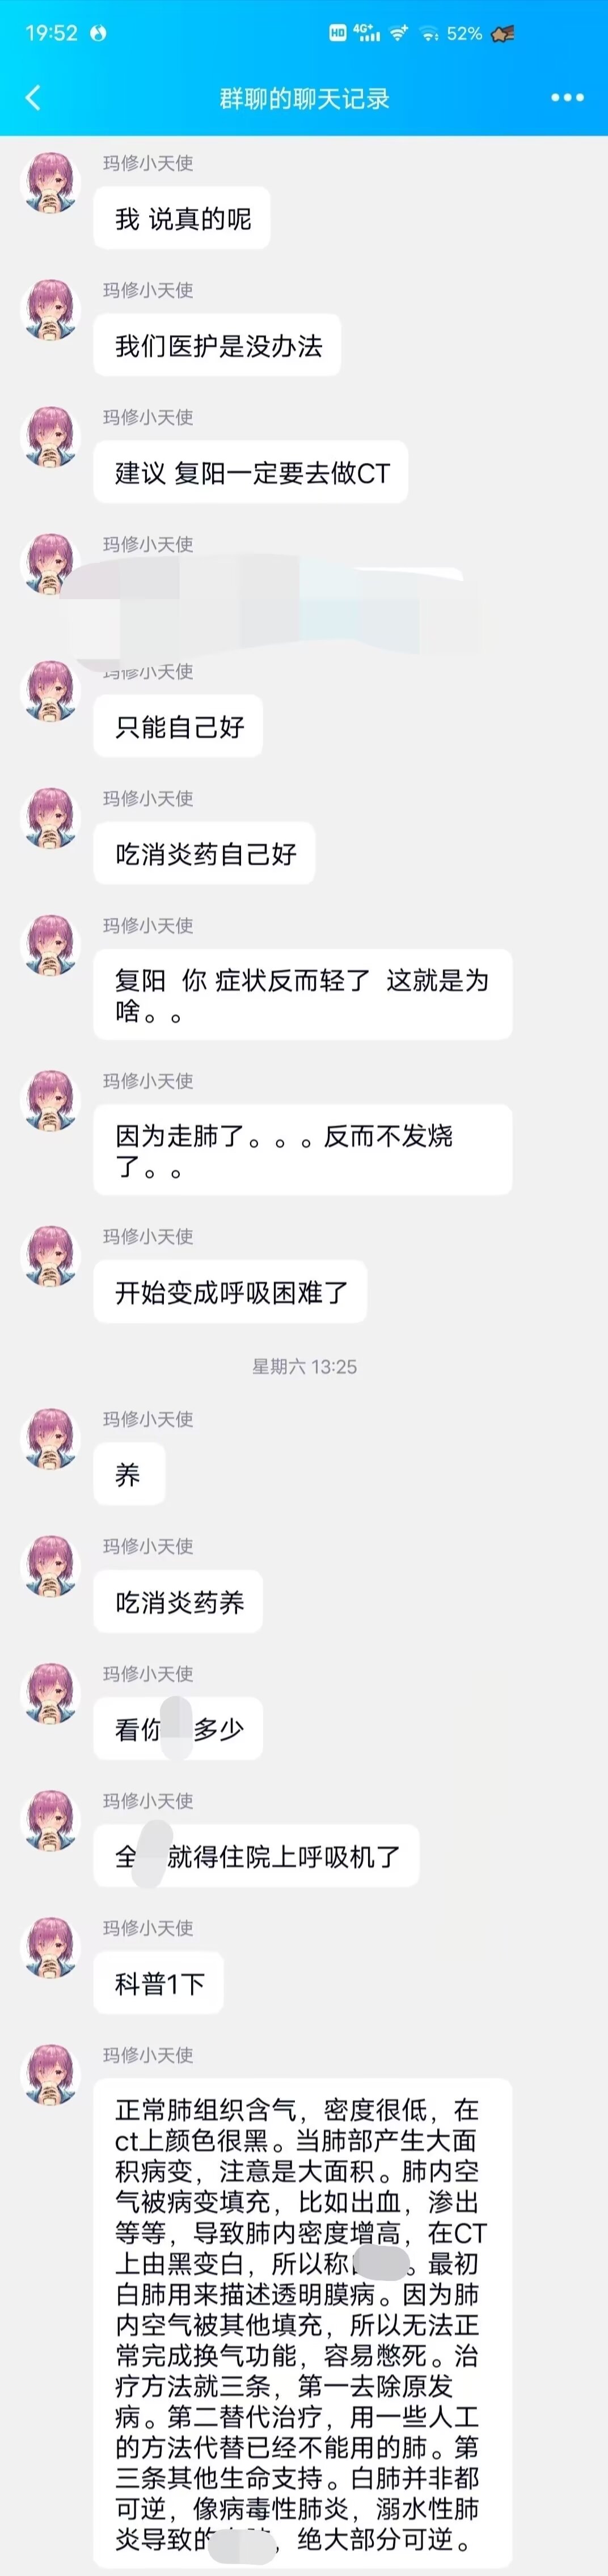 19:52
HD 4G+ 52%
群聊的聊天记录
玛修小天使
我 说真的呢
玛修小天使
我们医护是没办法
玛修小天使
建议 复阳一定要去做CT
玛修小天使
玛修小天使
只能自己好
玛修小天使
吃消炎药自己好
玛修小天使
复阳 你 症状反而轻了 这就是为
啥。。
玛修小天使
因为走肺了。。。反而不发烧
了。。
玛修小天使
开始变成呼吸困难了
星期六 13:25
玛修小天使
养
玛修小天使
吃消炎药养
玛修小天使
看你 多少
玛修小天使
全 就得住院上呼吸机了
玛修小天使
科普1下
玛修小天使
正常肺组织含气，密度很低，在
ct上颜色很黑。当肺部产生大面
积病变，注意是大面积。肺内空
气被病变填充，比如出血，渗出
等等，导致肺内密度增高，在CT
上由黑变白，所以称 。最初
白肺用来描述透明膜病。因为肺
内空气被其他填充，所以无法正
常完成换气功能，容易憋死。治
疗方法就三条，第一去除原发
病。第二替代治疗，用一些人工
的方法代替已经不能用的肺。第
三条其他生命支持。白肺并非都
可逆，像病毒性肺炎，溺水性肺
炎导致的 ，绝大部分可逆。